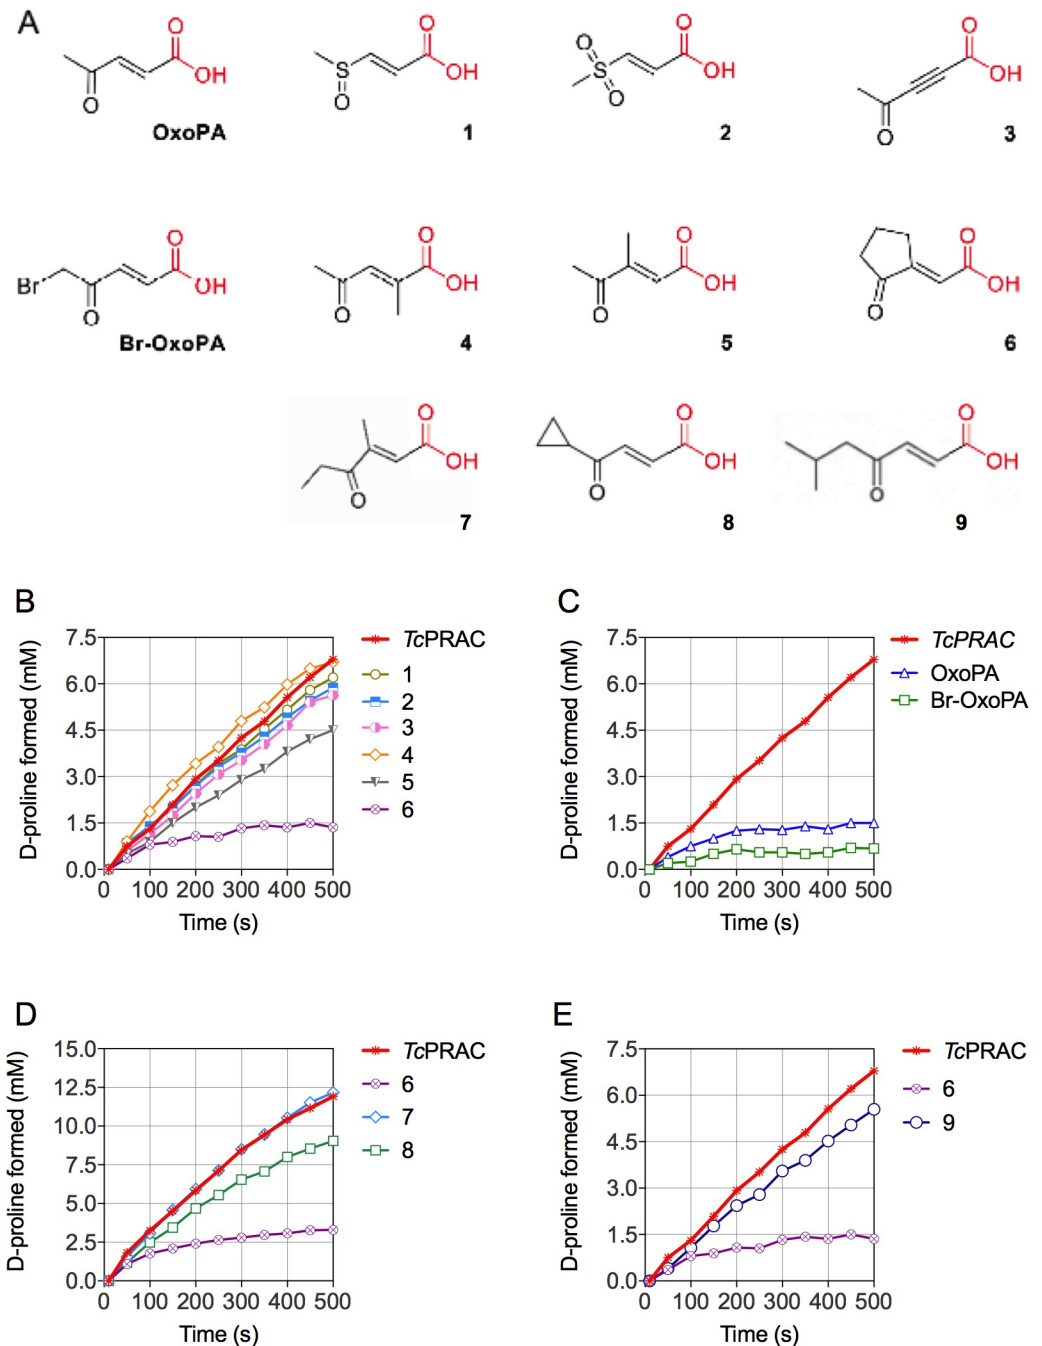 A
O
OH
O
OxoPA
O
OH
S
O
1
O
OH
O
S
O
2
O
OH
O
3
O
OH
Br
O
Br-OxoPA
O
OH
O
4
O
OH
O
5
O
OH
O
6
O
OH
O
7
O
OH
O
8
O
OH
O
9
B
D-proline formed (mM)
7.5
6.0
4.5
3.0
1.5
0.0
0 100 200 300 400 500
Time (s)
TcPRAC
1
2
3
4
5
6
C
D-proline formed (mM)
7.5
6.0
4.5
3.0
1.5
0.0
0 100 200 300 400 500
Time (s)
TcPRAC
OxoPA
Br-OxoPA
D
D-proline formed (mM)
15.0
12.5
10.0
7.5
5.0
2.5
0.0
0 100 200 300 400 500
Time (s)
TcPRAC
6
7
8
E
D-proline formed (mM)
7.5
6.0
4.5
3.0
1.5
0.0
0 100 200 300 400 500
Time (s)
TcPRAC
6
9